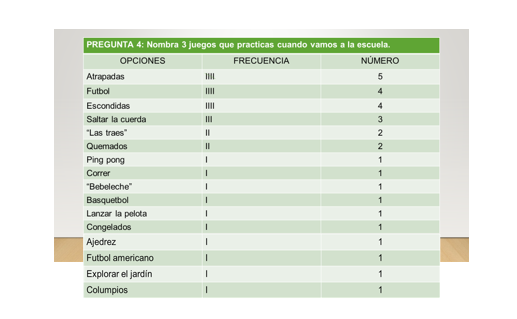 PREGUNTA 4: Nombra 3 juegos que practicas cuando vamos a la escuela.
OPCIONES FRECUENCIA NÚMERO
Atrapadas IIII 5
Futbol IIII 4
Escondidas IIII 4
Saltar la cuerda III 3
"Las traes" II 2
Quemados II 2
Ping pong I 1
Correr I 1
"Bebeleche" I 1
Basquetbol I 1
Lanzar la pelota I 1
Congelados I 1
Ajedrez I 1
Futbol americano I 1
Explorar el jardín I 1
Columpios I 1